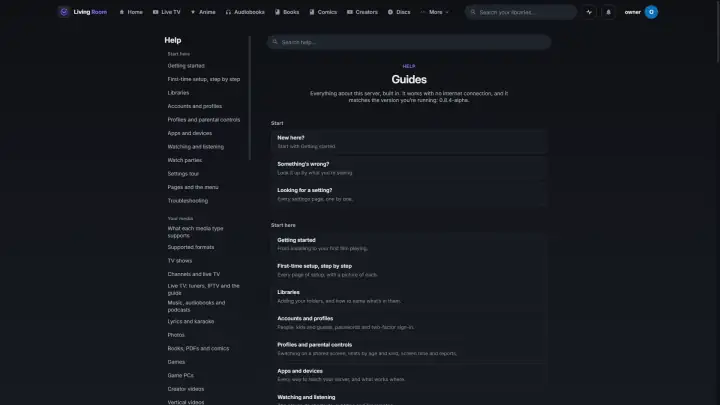 Living Room
Home
Live TV
Anime
Audiobooks
Books
Comics
Creators
Discs
More
Search your libraries...
owner
O
Help
Start here
Getting started
First-time setup, step by step
Libraries
Accounts and profiles
Profiles and parental controls
Apps and devices
Watching and listening
Watch parties
Settings tour
Pages and the menu
Troubleshooting
Your media
What each media type
supports
Supported formats
TV shows
Channels and live TV
Live TV: tuners, IPTV and the
guide
Music, audiobooks and
podcasts
Lyrics and karaoke
Photos
Books, PDFs and comics
Games
Game PCs
Creator videos
Vertical videos
Search help...
HELP
Guides
Everything about this server, built in. It works with no internet connection, and it
matches the version you're running: 0.8.4-alpha.
Start
New here?
Start with Getting started.
Something's wrong?
Look it up by what you're seeing.
Looking for a setting?
Every settings page, one by one.
Start here
Getting started
From installing to your first film playing.
First-time setup, step by step
Every page of setup, with a picture of each.
Libraries
Adding your folders, and how to name what's in them.
Accounts and profiles
People, kids and guests, passwords and two-factor sign-in.
Profiles and parental controls
Switching on a shared screen, limits by age and time, screen time and reports.
Apps and devices
Every way to reach your server, and what works where.
Watching and listening